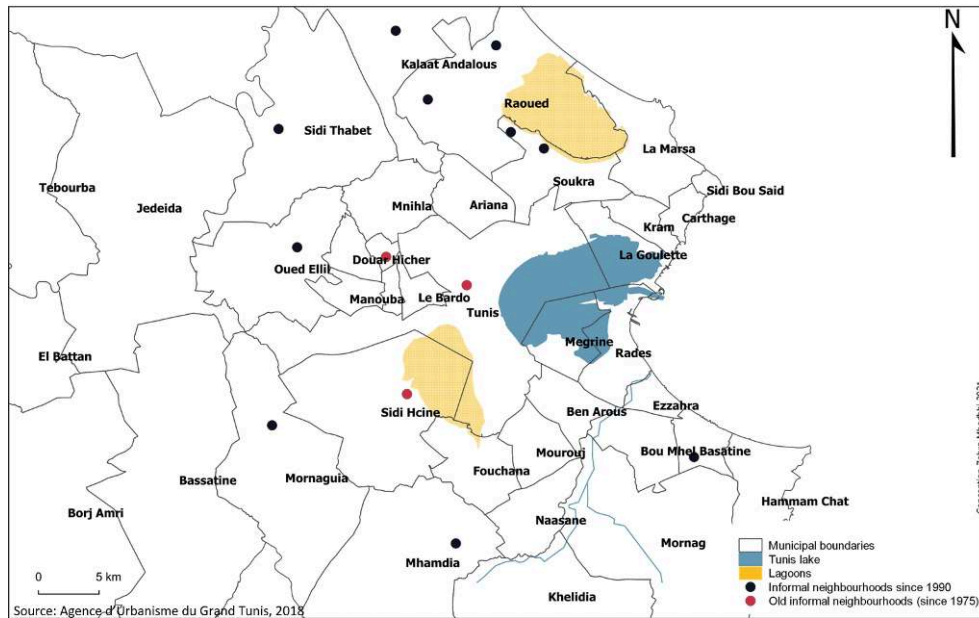 N
Kalaat Andalous
Raoued
Sidi Thabet
La Marsa
Tebourba
Soukra
Sidi Bou Said
Jedeida
Mnihla
Ariana
Carthage
Kram
La Goulette
Douar Hicher
Oued Ellil
Manouba
Le Bardo
Tunis
Megrine
El Battan
Rades
Sidi Hcine
Ben Arous
Ezzahra
Bou Mhel Basatine
Mourouj
Fouchana
Bassatine
Mornaguia
Hammam Chat
Borj Amri
Naasane
Mornag
Mhamdia
Khelidia
0 5 km
Municipal boundaries
Tunis lake
Lagoons
Informal neighbourhoods since 1990
Old informal neighbourhoods (since 1975)
Source: Agence d'Urbanisme du Grand Tunis, 2018